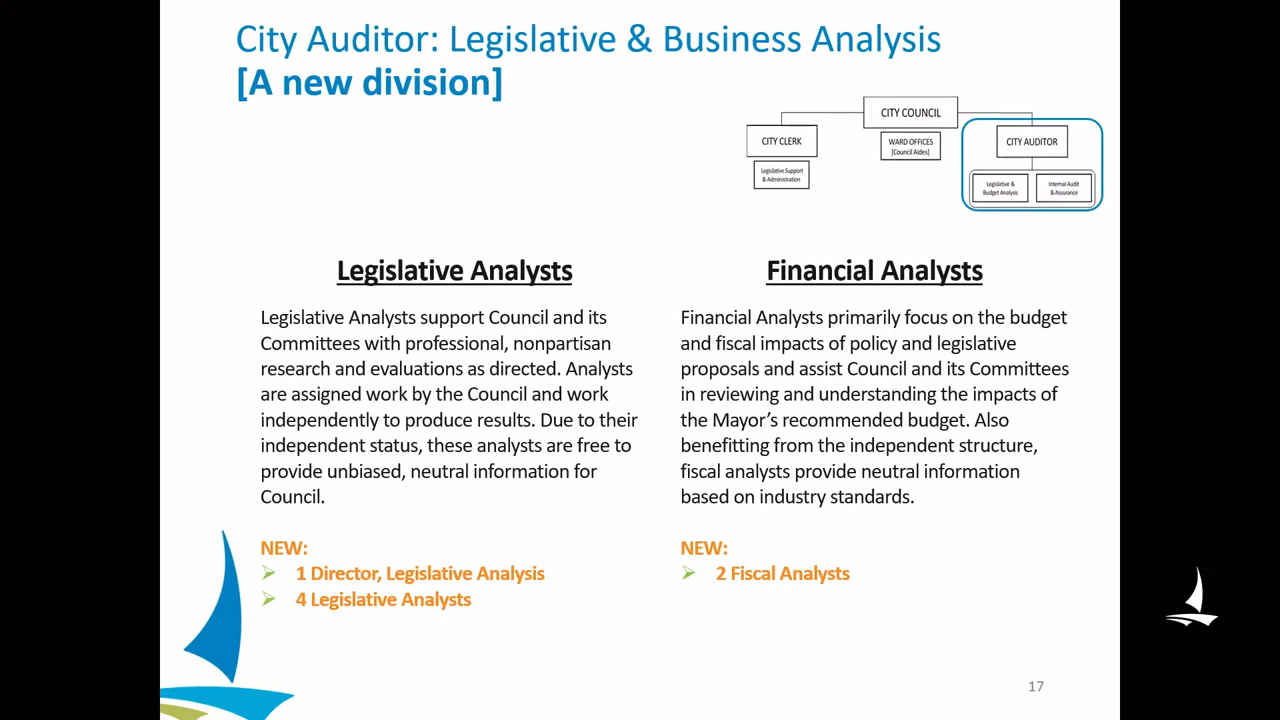 City Auditor: Legislative & Business Analysis
[A new division]
CITY COUNCIL
CITY CLERK
WARD OFFICES
[Council Aides]
CITY AUDITOR
Legislative Support
& Administration
Legislative &
Budget Analysis
Internal Audit
& Assurance
Legislative Analysts
Legislative Analysts support Council and its
Committees with professional, nonpartisan
research and evaluations as directed. Analysts
are assigned work by the Council and work
independently to produce results. Due to their
independent status, these analysts are free to
provide unbiased, neutral information for
Council.
NEW:
1 Director, Legislative Analysis
4 Legislative Analysts
Financial Analysts
Financial Analysts primarily focus on the budget
and fiscal impacts of policy and legislative
proposals and assist Council and its Committees
in reviewing and understanding the impacts of
the Mayor’s recommended budget. Also
benefitting from the independent structure,
fiscal analysts provide neutral information
based on industry standards.
NEW:
2 Fiscal Analysts
17